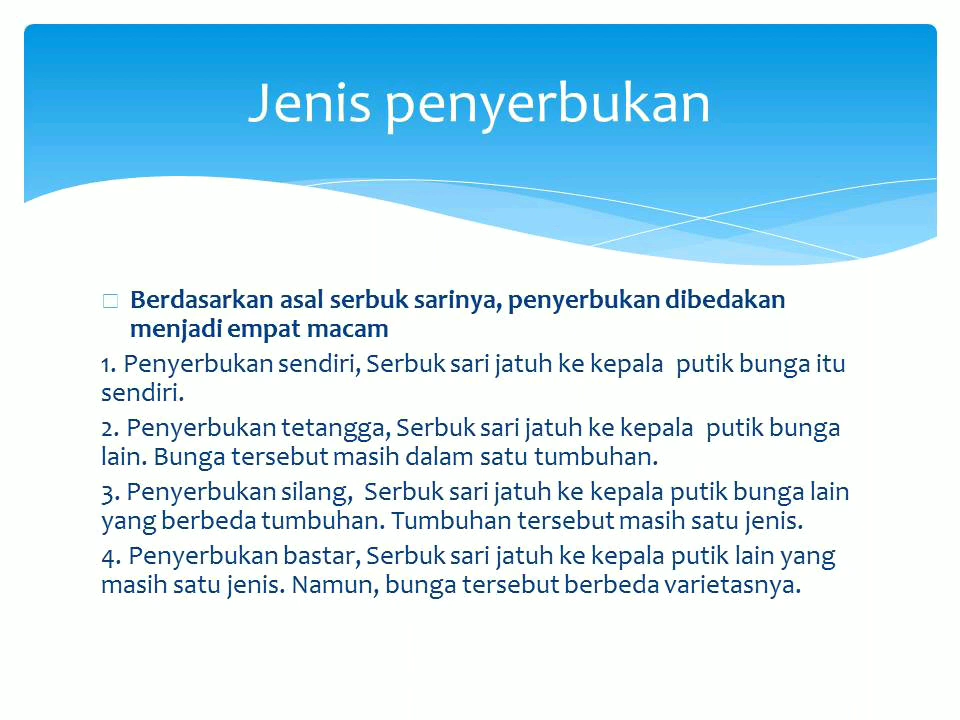 Jenis penyerbukan
Berdasarkan asal serbuk sarinya, penyerbukan dibedakan
menjadi empat macam
1. Penyerbukan sendiri, Serbuk sari jatuh ke kepala  putik bunga itu
sendiri.
2. Penyerbukan tetangga, Serbuk sari jatuh ke kepala  putik bunga
lain. Bunga tersebut masih dalam satu tumbuhan.
3. Penyerbukan silang,  Serbuk sari jatuh ke kepala putik bunga lain
yang berbeda tumbuhan. Tumbuhan tersebut masih satu jenis.
4. Penyerbukan bastar, Serbuk sari jatuh ke kepala putik lain yang
masih satu jenis. Namun, bunga tersebut berbeda varietasnya.